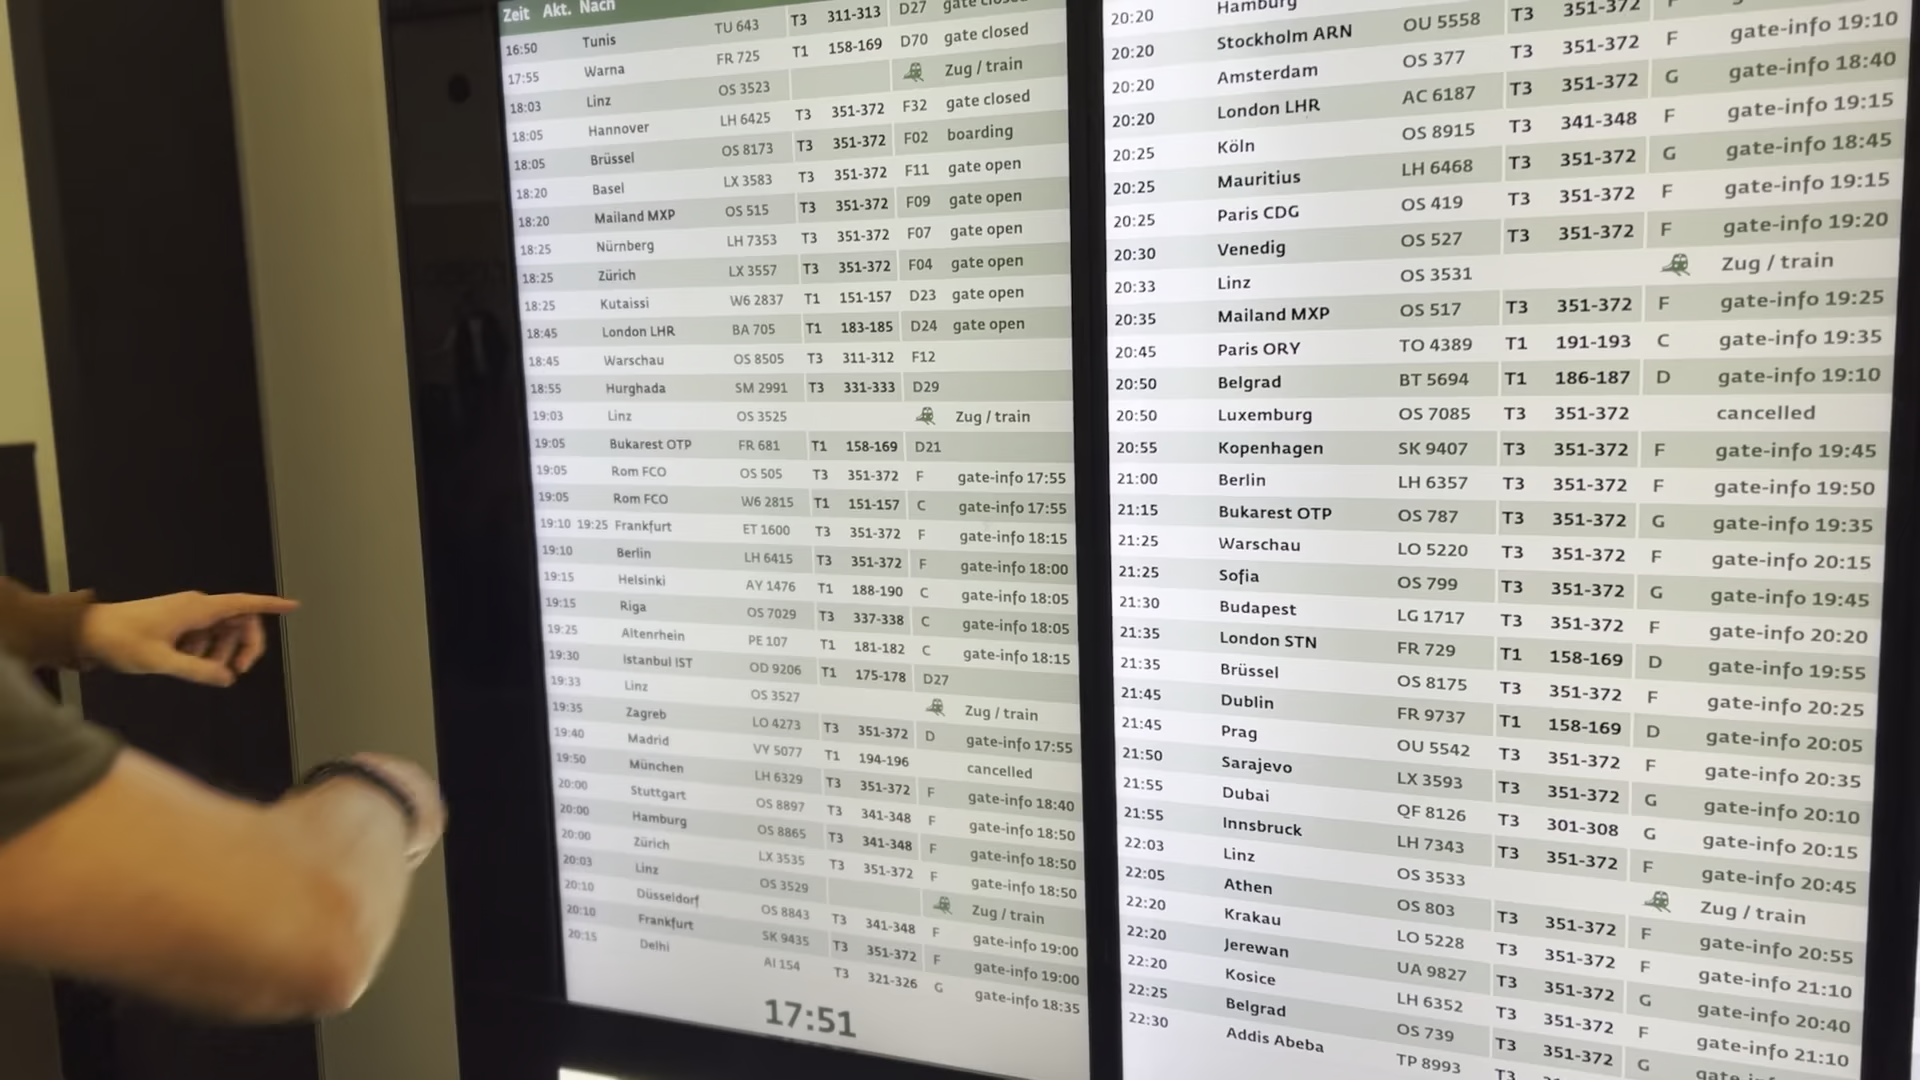 Zeit Akt. Nach
16:50 Tunis TU 643 T3 311-313 D27 gate closed
17:55 Warna FR 725 T1 158-169 D70 gate closed
18:03 Linz OS 3523 Zug / train
18:05 Hannover LH 6425 T3 351-372 F32 gate closed
18:05 Brüssel OS 8173 T3 351-372 F02 boarding
18:20 Basel LX 3583 T3 351-372 F11 gate open
18:20 Mailand MXP OS 515 T3 351-372 F09 gate open
18:25 Nürnberg LH 7353 T3 351-372 F07 gate open
18:25 Zürich LX 3557 T3 351-372 F04 gate open
18:25 Kutaissi W6 2837 T1 151-157 D23 gate open
18:45 London LHR BA 705 T1 183-185 D24 gate open
18:45 Warschau OS 8505 T3 311-312 F12
18:55 Hurghada SM 2991 T3 331-333 D29
19:03 Linz OS 3525 Zug / train
19:05 Bukarest OTP FR 681 T1 158-169 D21
19:05 Rom FCO OS 505 T3 351-372 F gate-info 17:55
19:05 Rom FCO W6 2815 T1 151-157 C gate-info 17:55
19:10 19:25 Frankfurt ET 1600 T3 351-372 F gate-info 18:15
19:10 Berlin LH 6415 T3 351-372 F gate-info 18:00
19:15 Helsinki AY 1476 T1 188-190 C gate-info 18:05
19:15 Riga OS 7029 T3 337-338 C gate-info 18:05
19:25 Altenrhein PE 107 T1 181-182 C gate-info 18:15
19:30 Istanbul IST OD 9206 T1 175-178 D27
19:33 Linz OS 3527 Zug / train
19:35 Zagreb LO 4273 T3 351-372 D gate-info 17:55
19:40 Madrid VY 5077 T1 194-196 cancelled
19:50 München LH 6329 T3 351-372 F gate-info 18:40
20:00 Stuttgart OS 8897 T3 341-348 F gate-info 18:50
20:00 Hamburg OS 8865 T3 341-348 F gate-info 18:50
20:00 Zürich LX 3535 T3 351-372 F gate-info 18:50
20:03 Linz OS 3529 Zug / train
20:10 Düsseldorf OS 8843 T3 341-348 F gate-info 19:00
20:10 Frankfurt SK 9435 T3 351-372 F gate-info 19:00
20:15 Delhi AI 154 T3 321-326 G gate-info 18:35
17:51
20:20 Hamburg
20:20 Stockholm ARN OU 5558 T3 351-372
20:20 Amsterdam OS 377 T3 351-372 F gate-info 19:10
20:20 London LHR AC 6187 T3 351-372 G gate-info 18:40
20:25 Köln OS 8915 T3 341-348 F gate-info 19:15
20:25 Mauritius LH 6468 T3 351-372 G gate-info 18:45
20:25 Paris CDG OS 419 T3 351-372 F gate-info 19:15
20:30 Venedig OS 527 T3 351-372 F gate-info 19:20
20:33 Linz OS 3531 Zug / train
20:35 Mailand MXP OS 517 T3 351-372 F gate-info 19:25
20:45 Paris ORY TO 4389 T1 191-193 C gate-info 19:35
20:50 Belgrad BT 5694 T1 186-187 D gate-info 19:10
20:50 Luxemburg OS 7085 T3 351-372 cancelled
20:55 Kopenhagen SK 9407 T3 351-372 F gate-info 19:45
21:00 Berlin LH 6357 T3 351-372 F gate-info 19:50
21:15 Bukarest OTP OS 787 T3 351-372 G gate-info 19:35
21:25 Warschau LO 5220 T3 351-372 F gate-info 20:15
21:25 Sofia OS 799 T3 351-372 G gate-info 19:45
21:30 Budapest LG 1717 T3 351-372 F gate-info 20:20
21:35 London STN FR 729 T1 158-169 D gate-info 19:55
21:35 Brüssel OS 8175 T3 351-372 F gate-info 20:25
21:45 Dublin FR 9737 T1 158-169 D gate-info 20:05
21:45 Prag OU 5542 T3 351-372 F gate-info 20:35
21:50 Sarajevo LX 3593 T3 351-372 G gate-info 20:10
21:55 Dubai QF 8126 T3 301-308 G gate-info 20:15
21:55 Innsbruck LH 7343 T3 351-372 F gate-info 20:45
22:03 Linz OS 3533 Zug / train
22:05 Athen OS 803 T3 351-372 F gate-info 20:55
22:20 Krakau LO 5228 T3 351-372 F gate-info 21:10
22:20 Jerewan UA 9827 T3 351-372 G gate-info 20:40
22:20 Kosice LH 6352 T3 351-372 F gate-info 21:10
22:25 Belgrad OS 739 T3 351-372 G
22:30 Addis Abeba TP 8993 T3